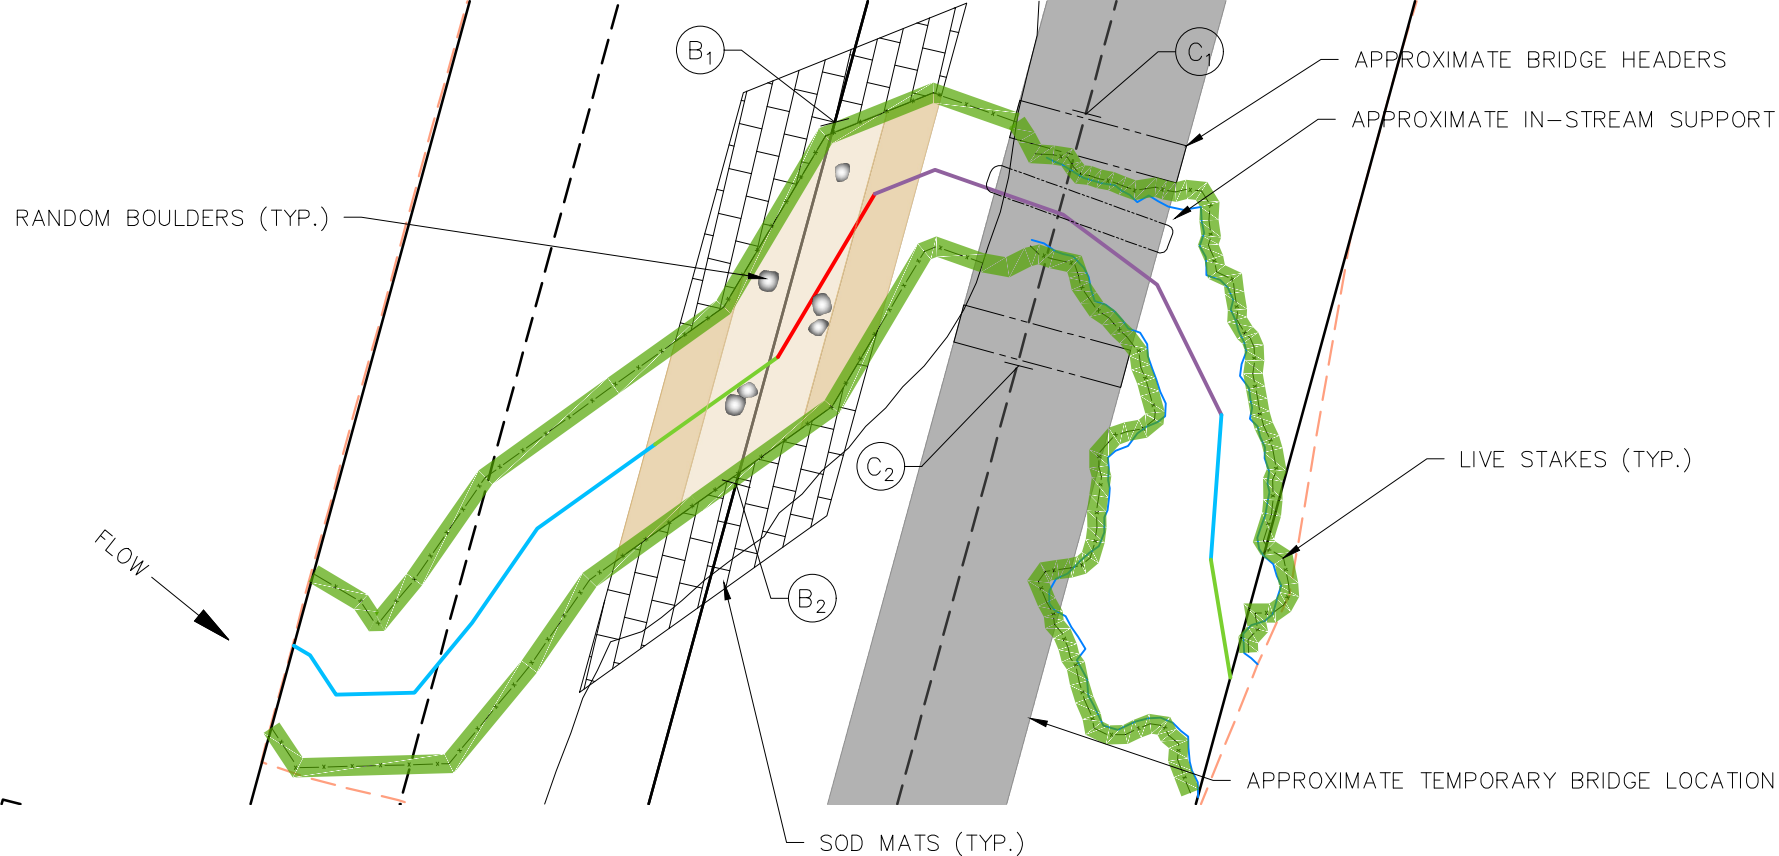 B1
C1
APPROXIMATE BRIDGE HEADERS
APPROXIMATE IN-STREAM SUPPORT
RANDOM BOULDERS (TYP.)
C2
LIVE STAKES (TYP.)
FLOW
B2
APPROXIMATE TEMPORARY BRIDGE LOCATION
SOD MATS (TYP.)